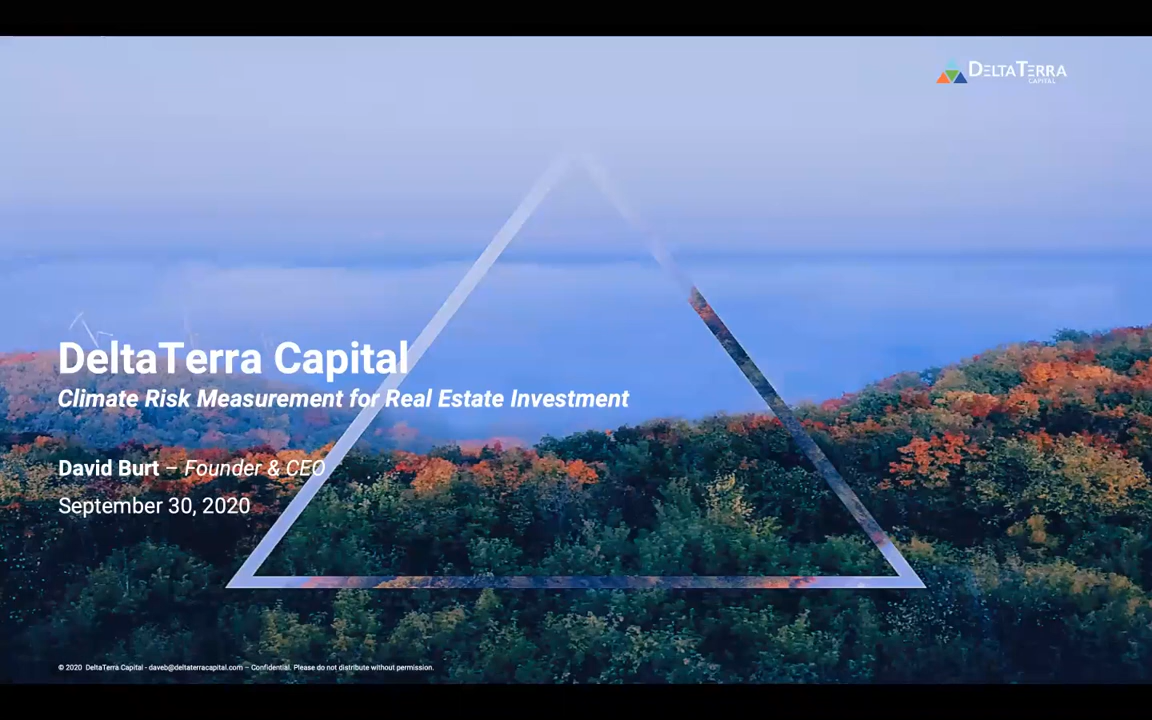 DELTATERRA
CAPITAL
DeltaTerra Capital
Climate Risk Measurement for Real Estate Investment
David Burt – Founder & CEO
September 30, 2020
© 2020 DeltaTerra Capital - daveb@deltaterracapital.com – Confidential. Please do not distribute without permission.